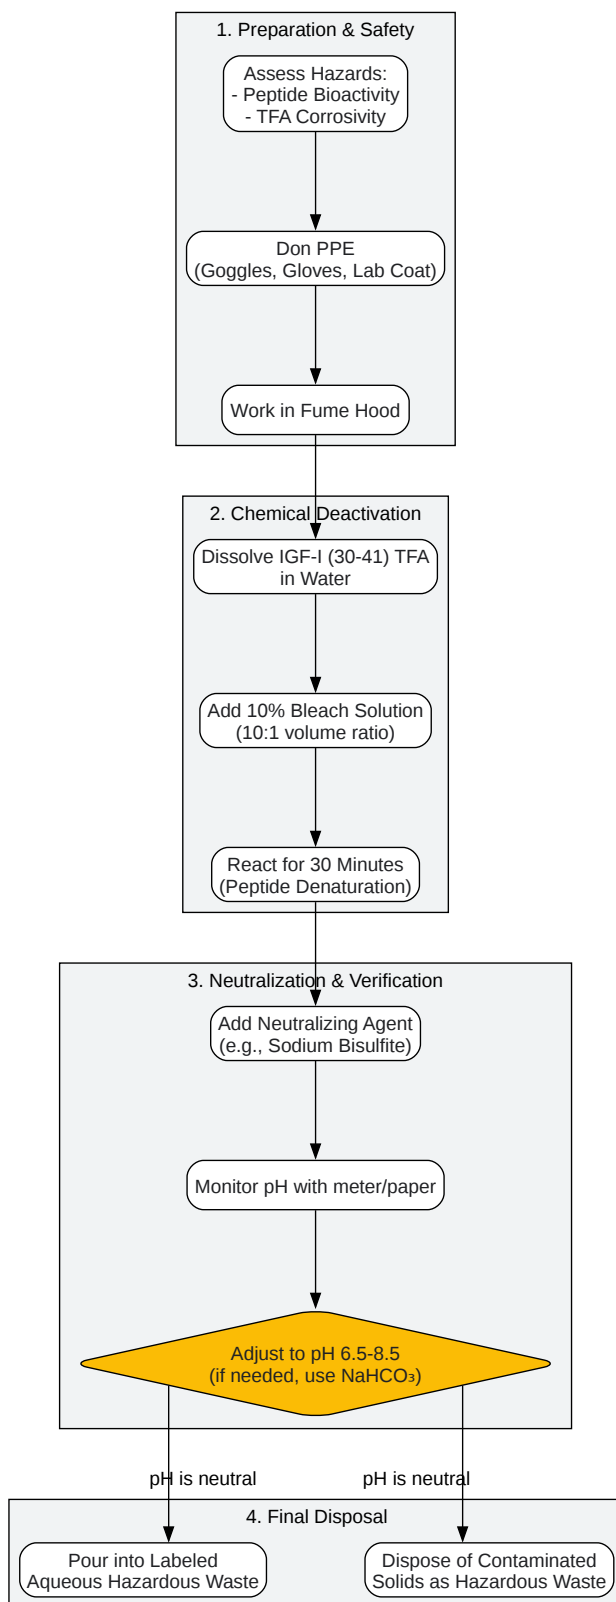 1. Preparation & Safety
Assess Hazards:
- Peptide Bioactivity
- TFA Corrosivity
Don PPE
(Goggles, Gloves, Lab Coat)
Work in Fume Hood
2. Chemical Deactivation
Dissolve IGF-I (30-41) TFA
in Water
Add 10% Bleach Solution
(10:1 volume ratio)
React for 30 Minutes
(Peptide Denaturation)
3. Neutralization & Verification
Add Neutralizing Agent
(e.g., Sodium Bisulfite)
Monitor pH with meter/paper
Adjust to pH 6.5-8.5
(if needed, use NaHCO₃)
pH is neutral
pH is neutral
4. Final Disposal
Pour into Labeled
Aqueous Hazardous Waste
Dispose of Contaminated
Solids as Hazardous Waste